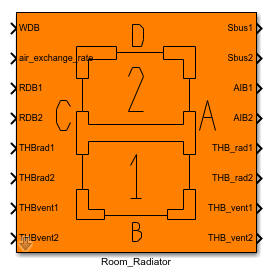 D
WDB
Sbus1
air_exchange_rate
Sbus2
2
RDB1
AIB1
RDB2
C
A
AIB2
THBrad1
THB_rad1
THBrad2
1
THB_rad2
THBvent1
THB_vent1
B
THBvent2
THB_vent2
Room_Radiator